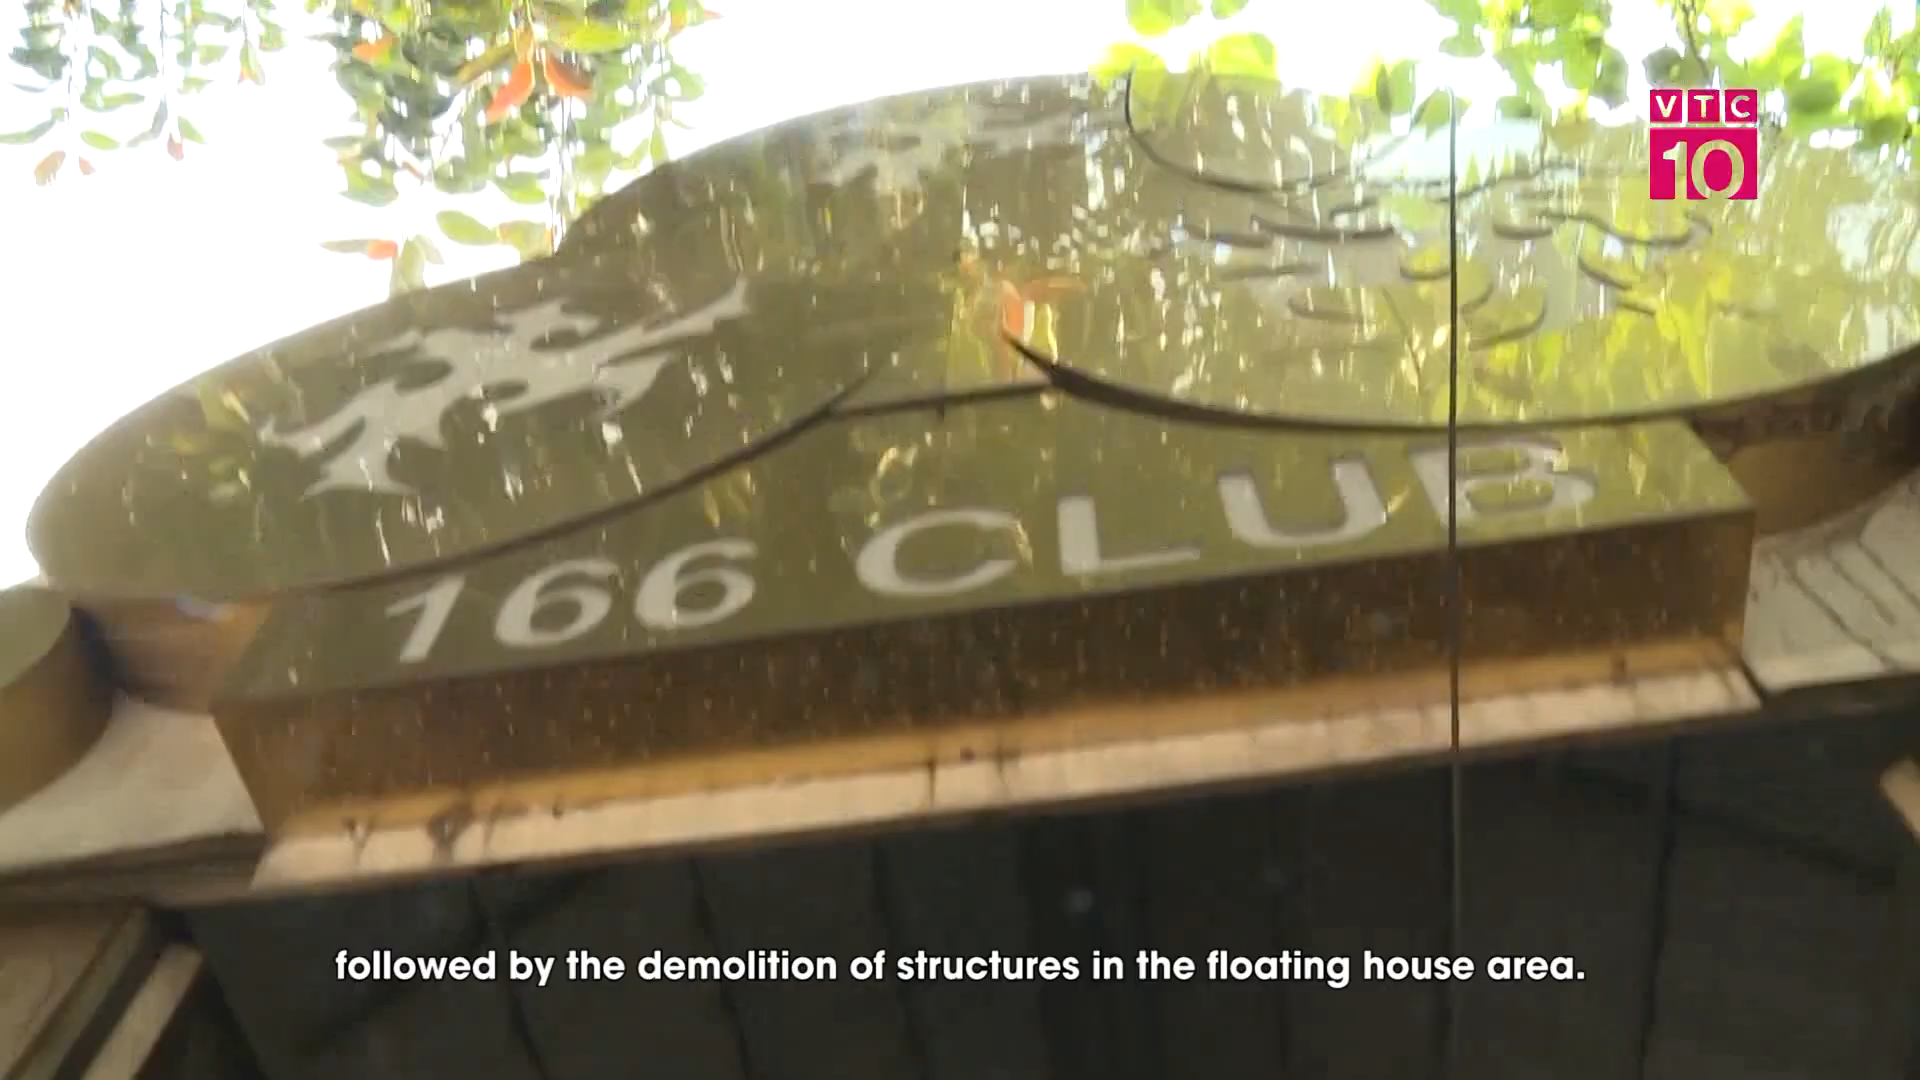 VTC
10
166 CLUB
followed by the demolition of structures in the floating house area.